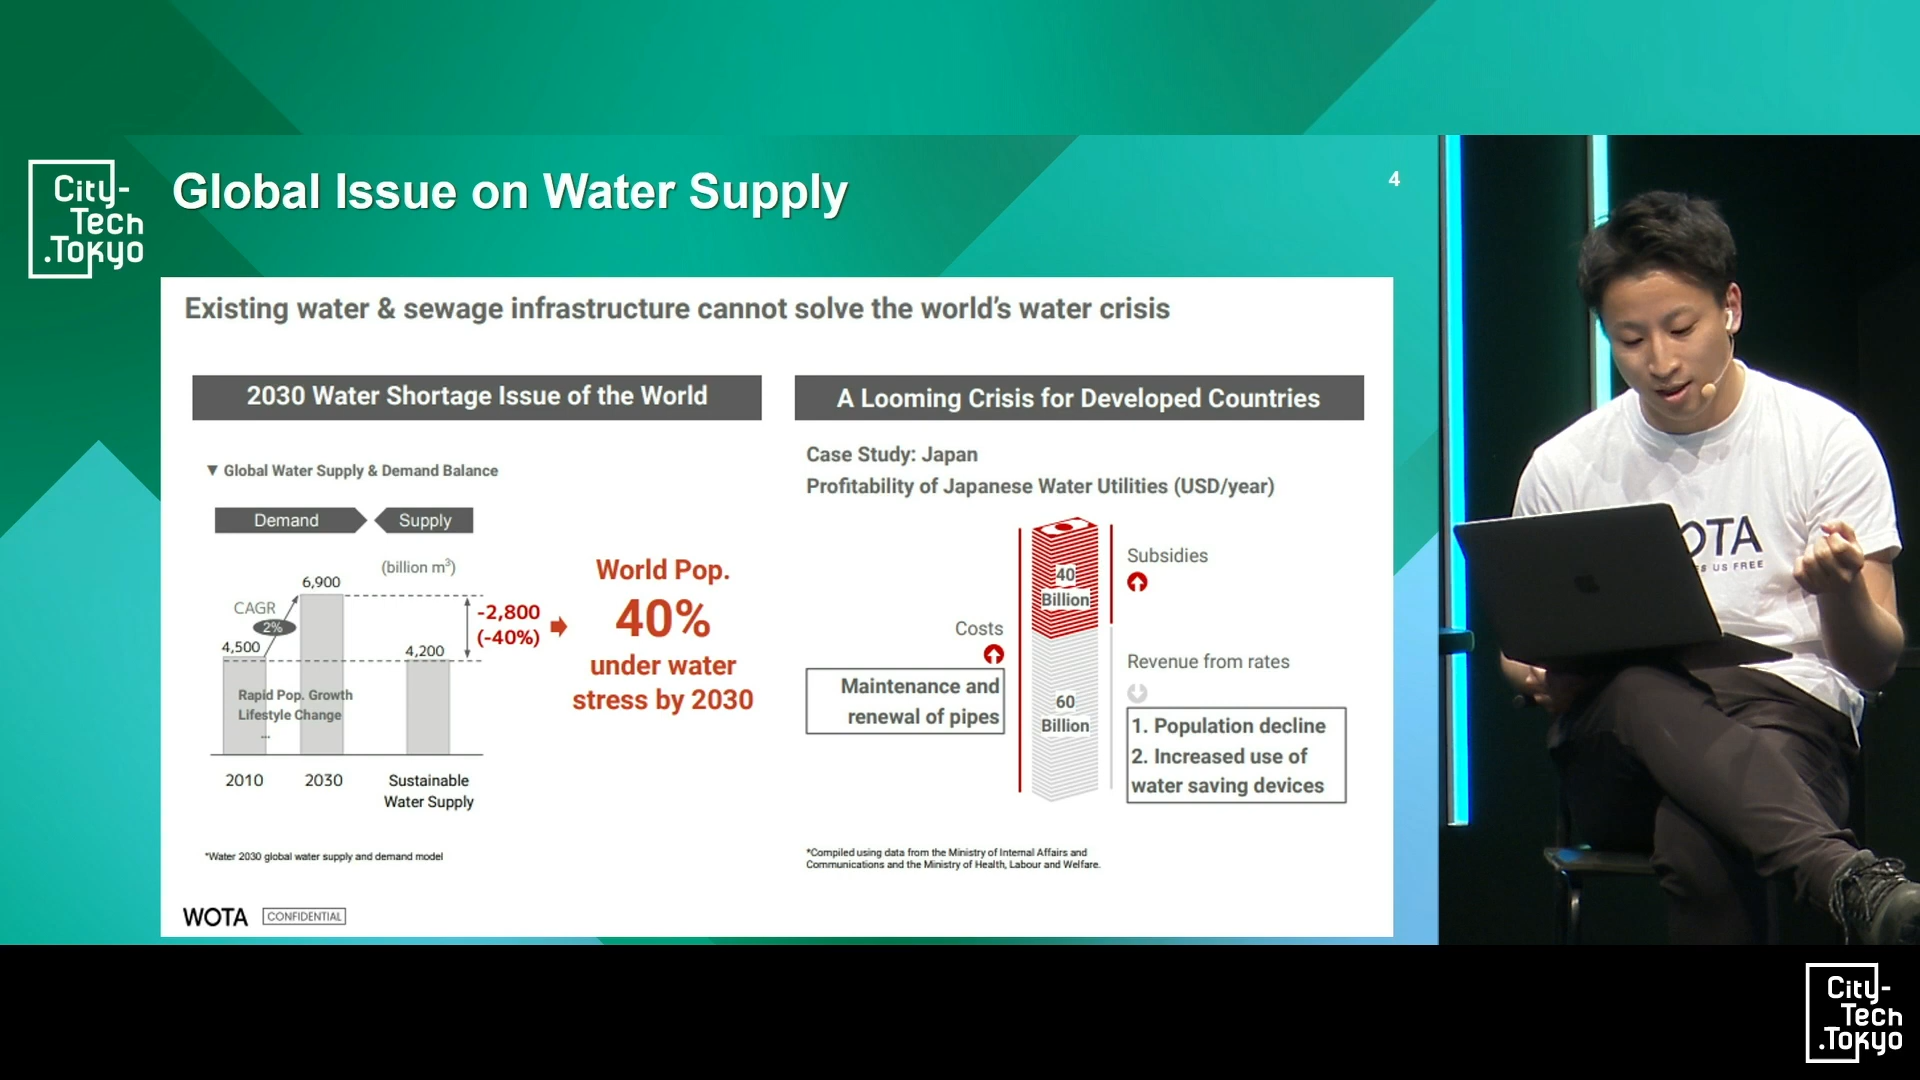 City-
Tech
.Tokyo
Global Issue on Water Supply
4
Existing water & sewage infrastructure cannot solve the world's water crisis
2030 Water Shortage Issue of the World
▼ Global Water Supply & Demand Balance
Demand
Supply
(billion m³)
6,900
CAGR
2%
4,500
4,200
-2,800
(-40%)
Rapid Pop. Growth
Lifestyle Change
...
2010
2030
Sustainable
Water Supply
World Pop.
40%
under water
stress by 2030
*Water 2030 global water supply and demand model
A Looming Crisis for Developed Countries
Case Study: Japan
Profitability of Japanese Water Utilities (USD/year)
40
Billion
Subsidies
Costs
Maintenance and
renewal of pipes
60
Billion
Revenue from rates
1. Population decline
2. Increased use of
water saving devices
*Compiled using data from the Ministry of Internal Affairs and
Communications and the Ministry of Health, Labour and Welfare.
WOTA
CONFIDENTIAL
OTA
S US FREE
City-
Tech
.Tokyo